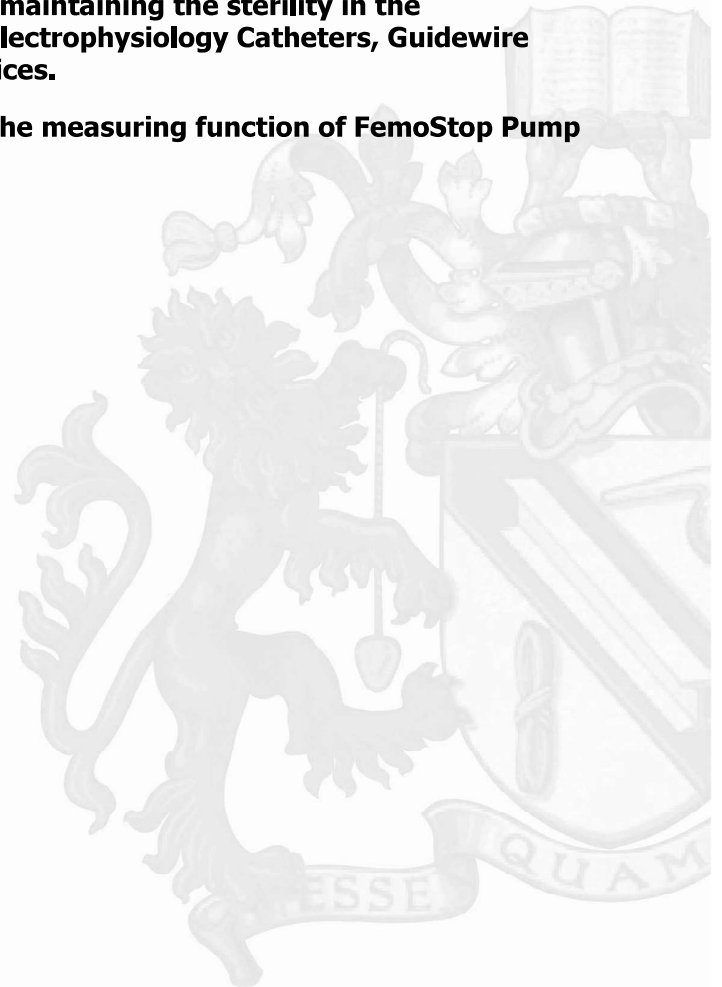 maintaining the sterility in the
lectrophysiology Catheters, Guidewire
ices.
he measuring function of FemoStop Pump
ESSE QUAM